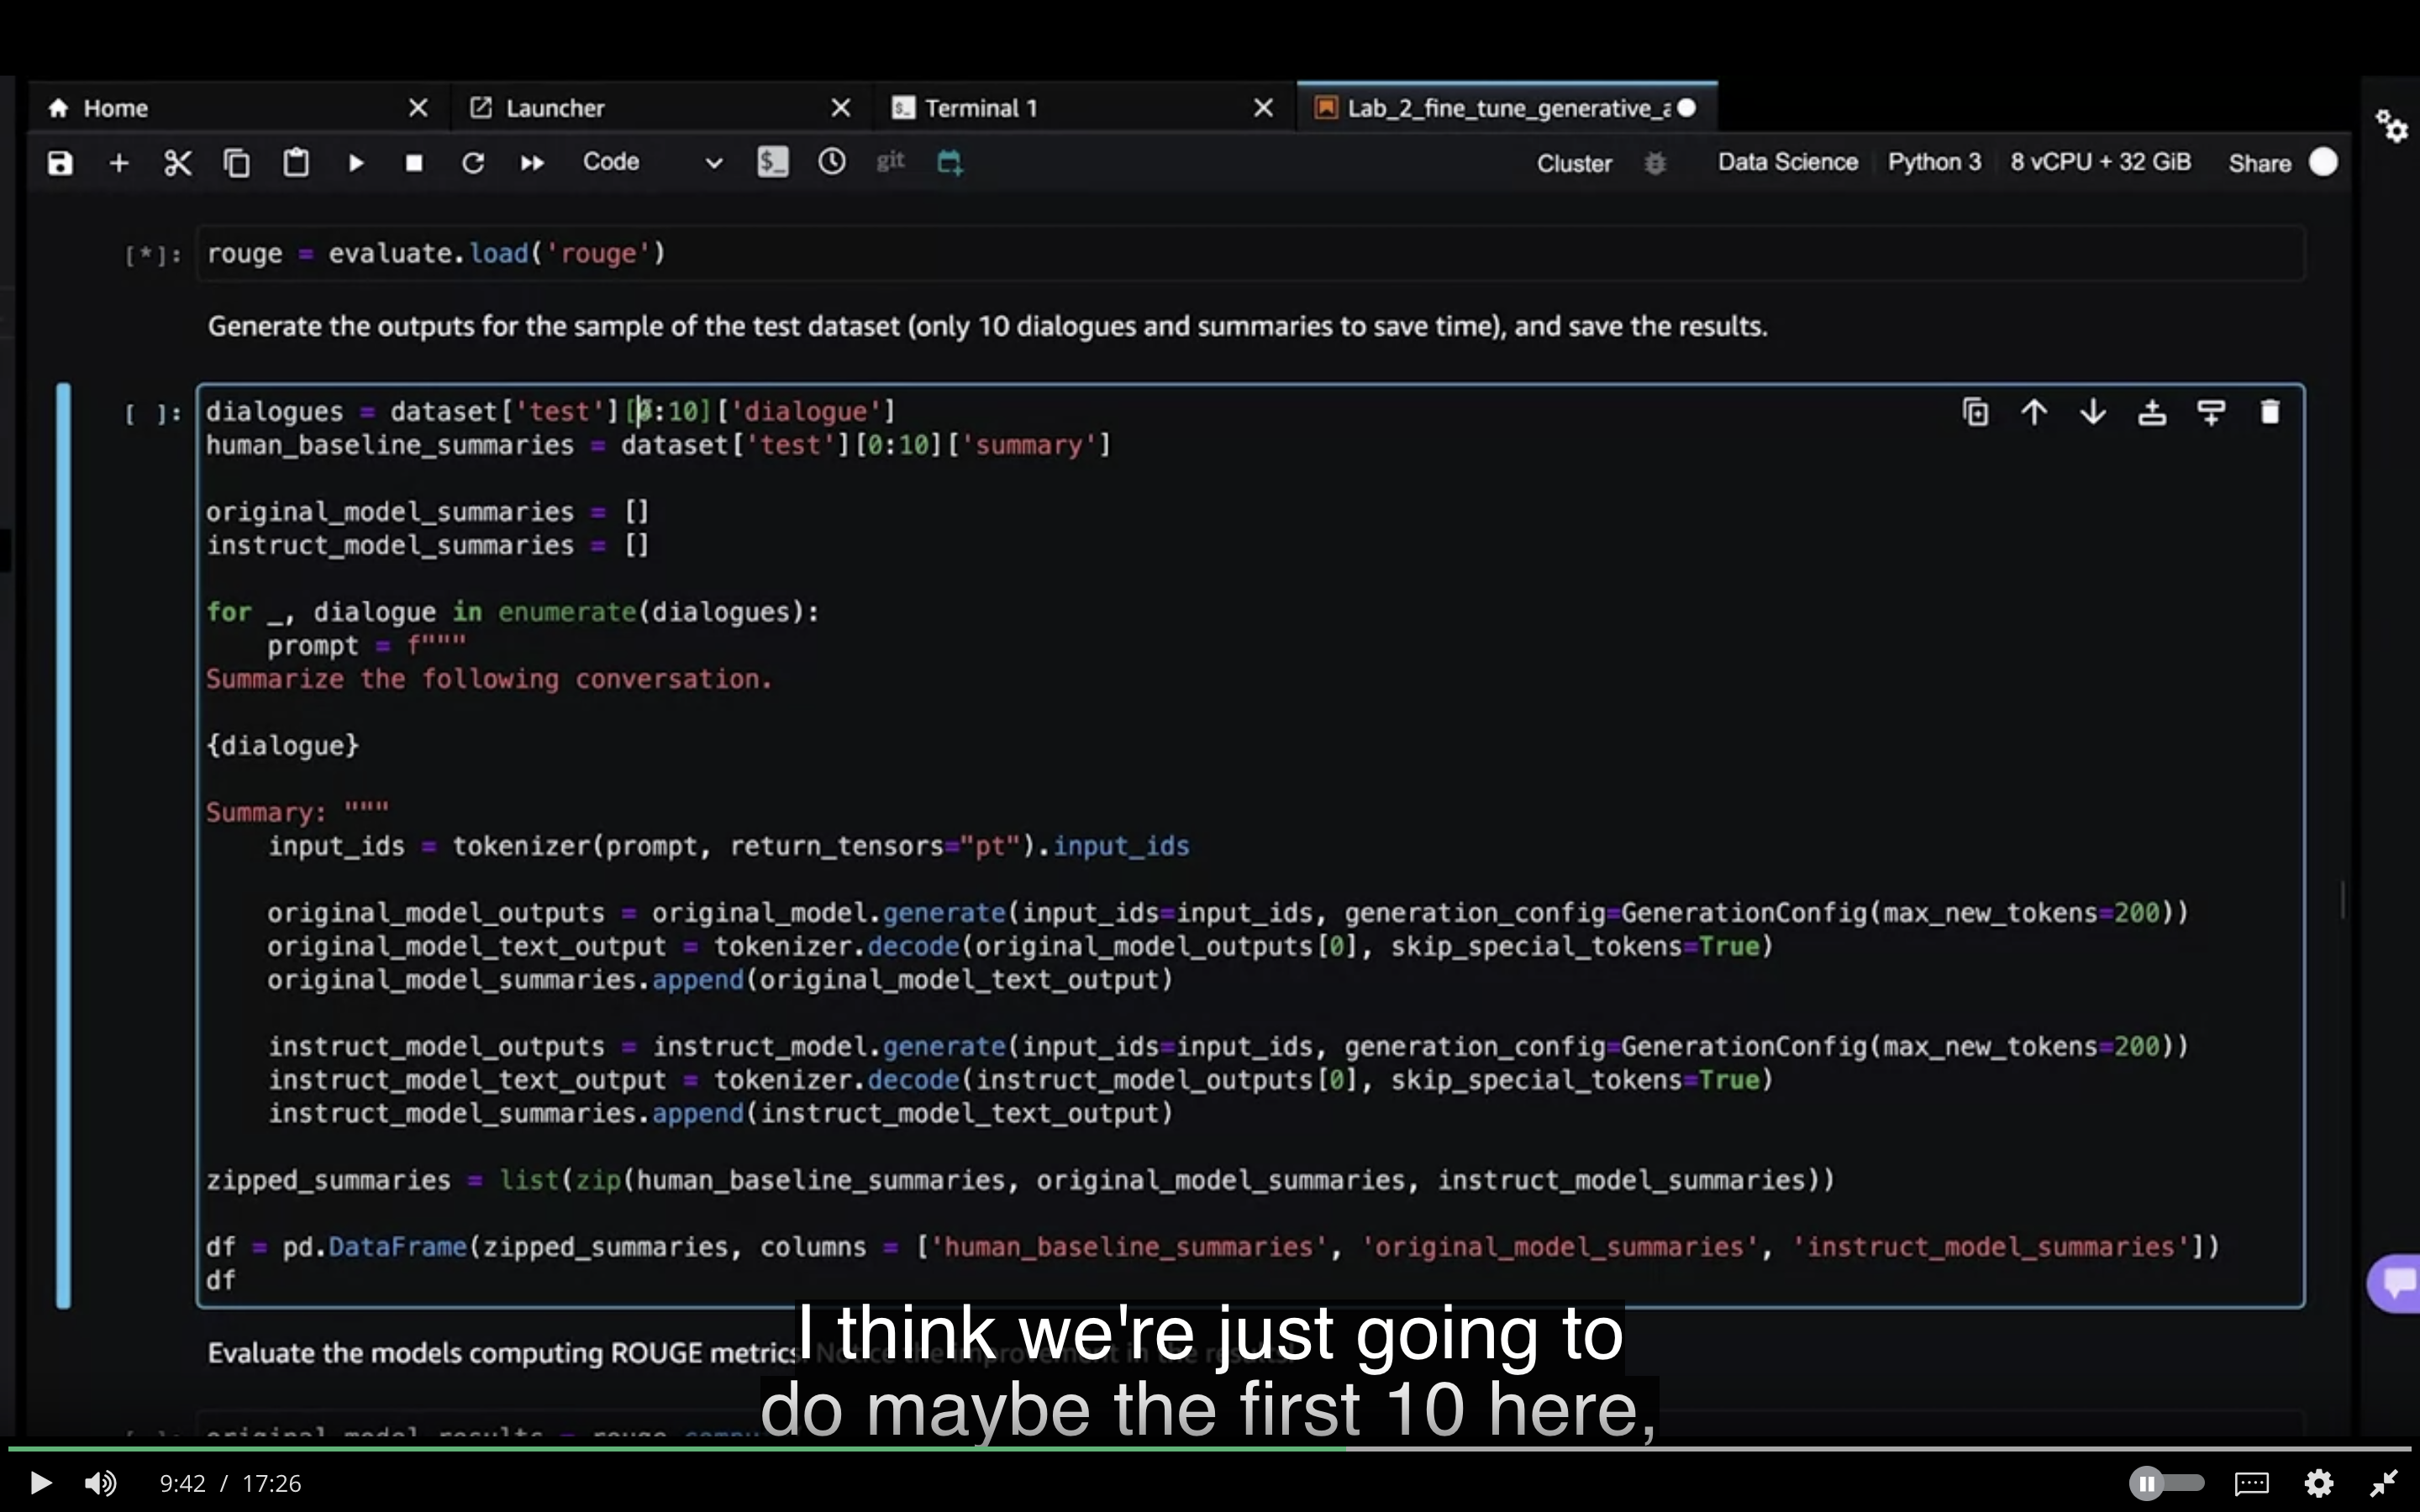 Home
Launcher
Terminal 1
Lab_2_fine_tune_generative_a
Code
git
Cluster
Data Science
Python 3
8 vCPU + 32 GiB
Share
[*]: rouge = evaluate.load('rouge')
Generate the outputs for the sample of the test dataset (only 10 dialogues and summaries to save time), and save the results.
[ ]: dialogues = dataset['test'][0:10]['dialogue']
human_baseline_summaries = dataset['test'][0:10]['summary']
original_model_summaries = []
instruct_model_summaries = []
for _, dialogue in enumerate(dialogues):
    prompt = f"""
Summarize the following conversation.
{dialogue}
Summary: """
    input_ids = tokenizer(prompt, return_tensors="pt").input_ids
    original_model_outputs = original_model.generate(input_ids=input_ids, generation_config=GenerationConfig(max_new_tokens=200))
    original_model_text_output = tokenizer.decode(original_model_outputs[0], skip_special_tokens=True)
    original_model_summaries.append(original_model_text_output)
    instruct_model_outputs = instruct_model.generate(input_ids=input_ids, generation_config=GenerationConfig(max_new_tokens=200))
    instruct_model_text_output = tokenizer.decode(instruct_model_outputs[0], skip_special_tokens=True)
    instruct_model_summaries.append(instruct_model_text_output)
zipped_summaries = list(zip(human_baseline_summaries, original_model_summaries, instruct_model_summaries))
df = pd.DataFrame(zipped_summaries, columns = ['human_baseline_summaries', 'original_model_summaries', 'instruct_model_summaries'])
df
I think we're just going to
do maybe the first 10 here,
Evaluate the models computing ROUGE metrics
9:42 / 17:26